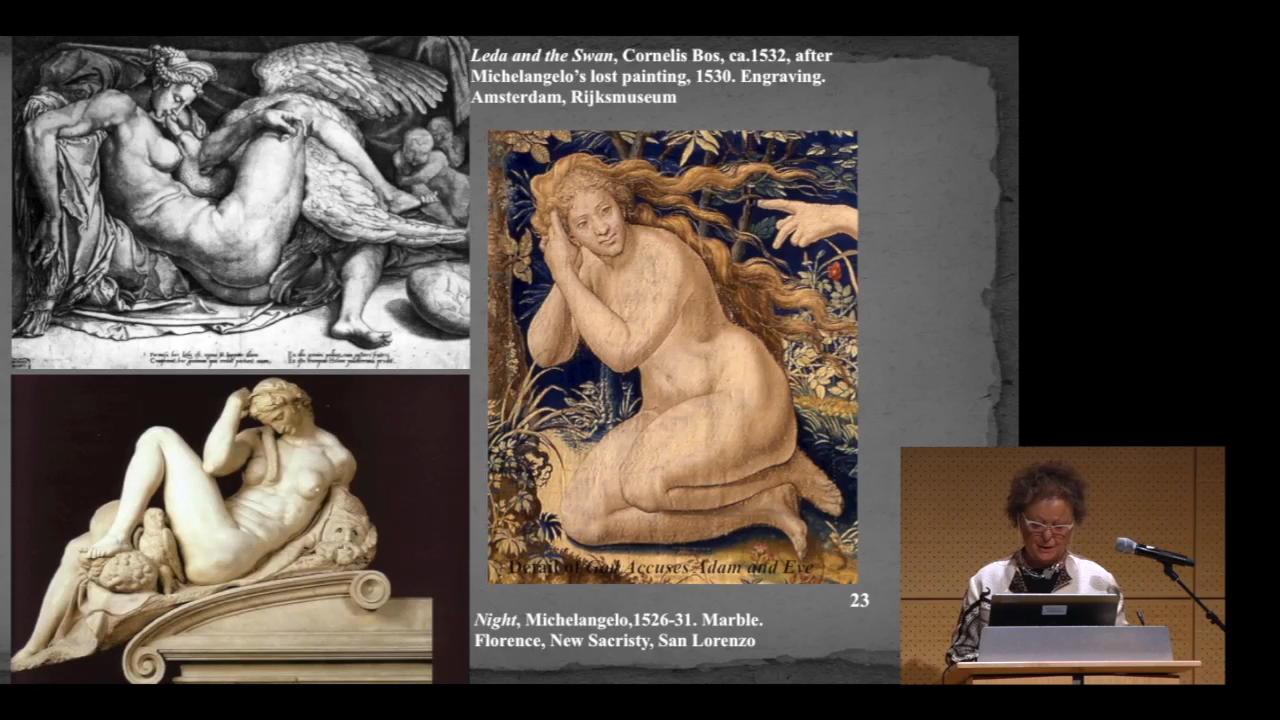 Leda and the Swan, Cornelis Bos, ca.1532, after
Michelangelo's lost painting, 1530. Engraving.
Amsterdam, Rijksmuseum
Detail of God Accuses Adam and Eve
23
Night, Michelangelo,1526-31. Marble.
Florence, New Sacristy, San Lorenzo